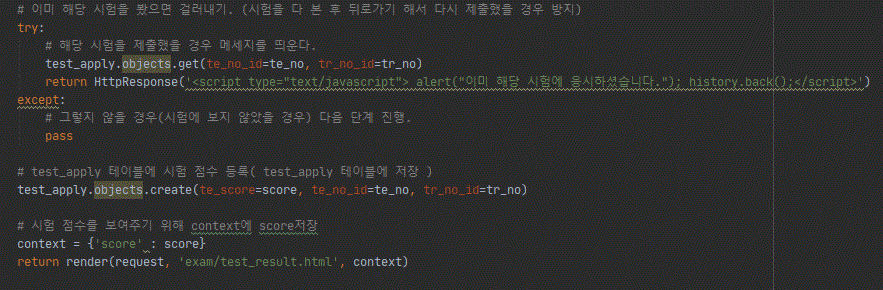 # 이미 해당 시험을 봤으면 걸러내기. (시험을 다 본 후 뒤로가기 해서 다시 제출했을 경우 방지)
try:
# 해당 시험을 제출했을 경우 메세지를 띄운다.
test_apply.objects.get(te_no_id=te_no, tr_no_id=tr_no)
return HttpResponse('<script type="text/javascript"> alert("이미 해당 시험에 응시하셨습니다."); history.back();</script>')
except:
# 그렇지 않을 경우(시험에 보지 않았을 경우) 다음 단계 진행.
pass
# test_apply 테이블에 시험 점수 등록( test_apply 테이블에 저장 )
test_apply.objects.create(te_score=score, te_no_id=te_no, tr_no_id=tr_no)
# 시험 점수를 보여주기 위해 context에 score저장
context = {'score' : score}
return render(request, 'exam/test_result.html', context)